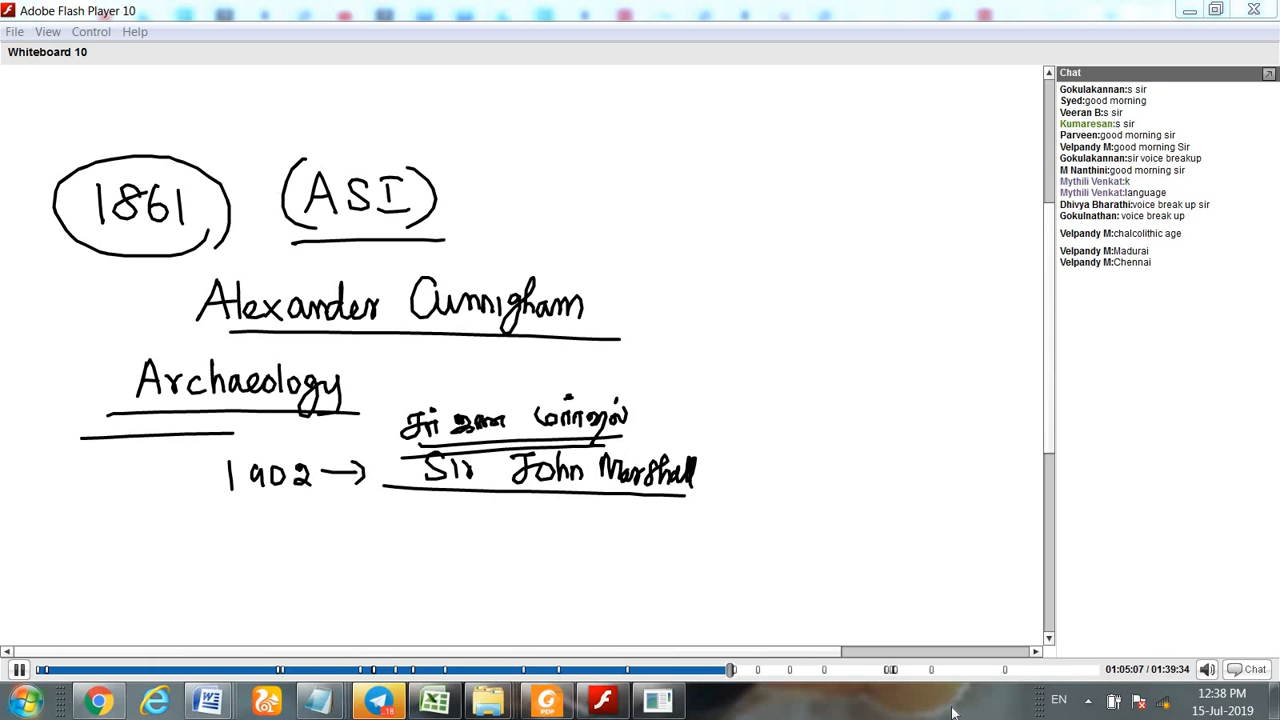 Adobe Flash Player 10
File View Control Help
Whiteboard 10
1861 (ASI)
Alexander Cunnigham
Archaeology
சர் ஜான் மார்ஷல்
1902 → Sir John Marshall
Chat
Gokulakannan:s sir
Syed:good morning
Veeran B:s sir
Kumaresan:s sir
Parveen:good morning sir
Velpandy M:good morning Sir
Gokulakannan:sir voice breakup
M Nanthini:good morning sir
Mythili Venkat:k
Mythili Venkat:language
Dhivya Bharathi:voice break up sir
Gokulnathan: voice break up
Velpandy M:chalcolithic age
Velpandy M:Madurai
Velpandy M:Chennai
01:05:07 / 01:39:34 Chat
18
PDF
EN
12:38 PM
15-Jul-2019